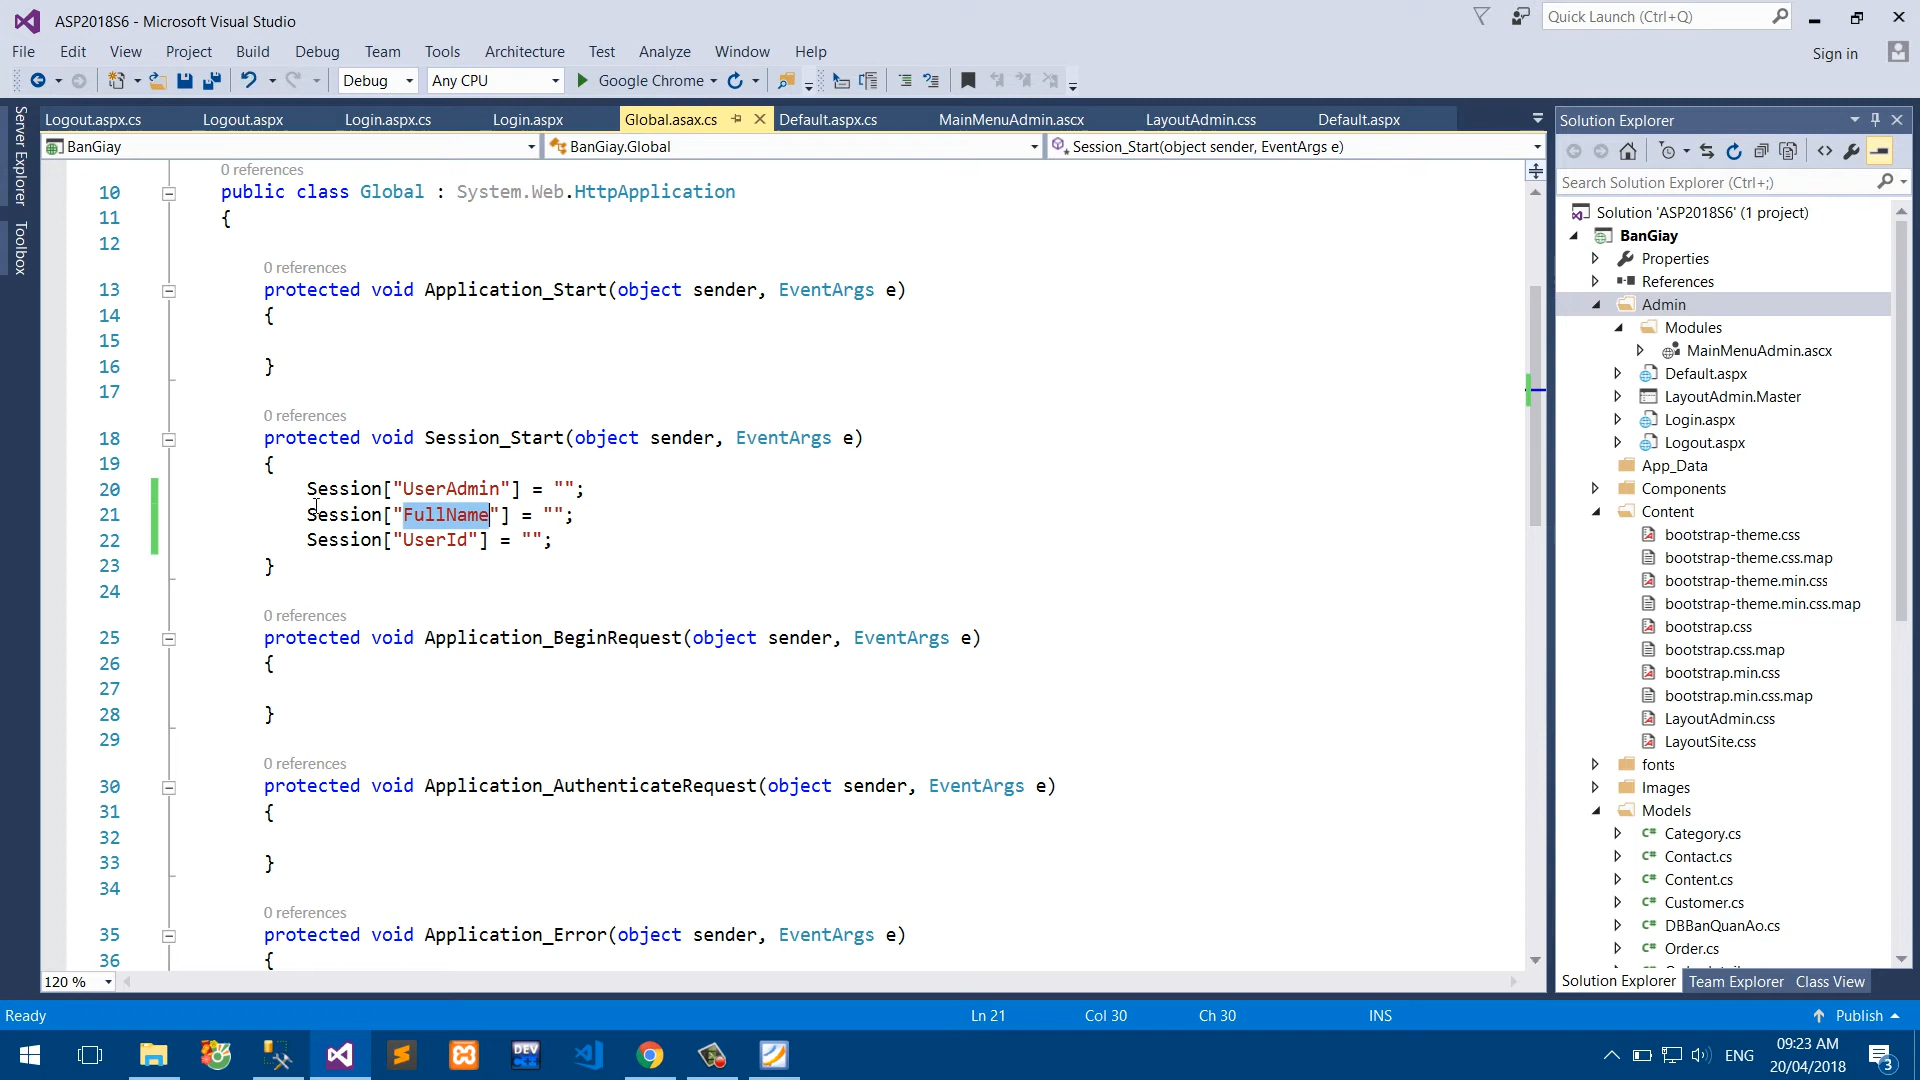 ASP2018S6 - Microsoft Visual Studio
Quick Launch (Ctrl+Q)
File Edit View Project Build Debug Team Tools Architecture Test Analyze Window Help
Sign in
Debug Any CPU Google Chrome
Server Explorer
Toolbox
Logout.aspx.cs Logout.aspx Login.aspx.cs Login.aspx Global.asax.cs Default.aspx.cs MainMenuAdmin.ascx LayoutAdmin.css Default.aspx
BanGiay BanGiay.Global Session_Start(object sender, EventArgs e)
0 references
10 public class Global : System.Web.HttpApplication
11 {
12
0 references
13 protected void Application_Start(object sender, EventArgs e)
14 {
15
16 }
17
0 references
18 protected void Session_Start(object sender, EventArgs e)
19 {
20 Session["UserAdmin"] = "";
21 Session["FullName"] = "";
22 Session["UserId"] = "";
23 }
24
0 references
25 protected void Application_BeginRequest(object sender, EventArgs e)
26 {
27
28 }
29
0 references
30 protected void Application_AuthenticateRequest(object sender, EventArgs e)
31 {
32
33 }
34
0 references
35 protected void Application_Error(object sender, EventArgs e)
36 {
120 %
Solution Explorer
Search Solution Explorer (Ctrl+;)
Solution 'ASP2018S6' (1 project)
BanGiay
Properties
References
Admin
Modules
MainMenuAdmin.ascx
Default.aspx
LayoutAdmin.Master
Login.aspx
Logout.aspx
App_Data
Components
Content
bootstrap-theme.css
bootstrap-theme.css.map
bootstrap-theme.min.css
bootstrap-theme.min.css.map
bootstrap.css
bootstrap.css.map
bootstrap.min.css
bootstrap.min.css.map
LayoutAdmin.css
LayoutSite.css
fonts
Images
Models
Category.cs
Contact.cs
Content.cs
Customer.cs
DBBanQuanAo.cs
Order.cs
Solution Explorer Team Explorer Class View
Ready Ln 21 Col 30 Ch 30 INS Publish
DEV
ENG
09:23 AM
20/04/2018
3